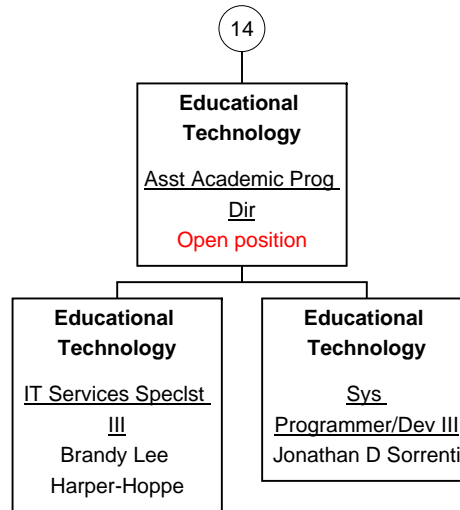 14
Educational
Technology
Asst Academic Prog
Dir
Open position
Educational
Technology
IT Services Speclst
III
Brandy Lee
Harper-Hoppe
Educational
Technology
Sys
Programmer/Dev III
Jonathan D Sorrenti